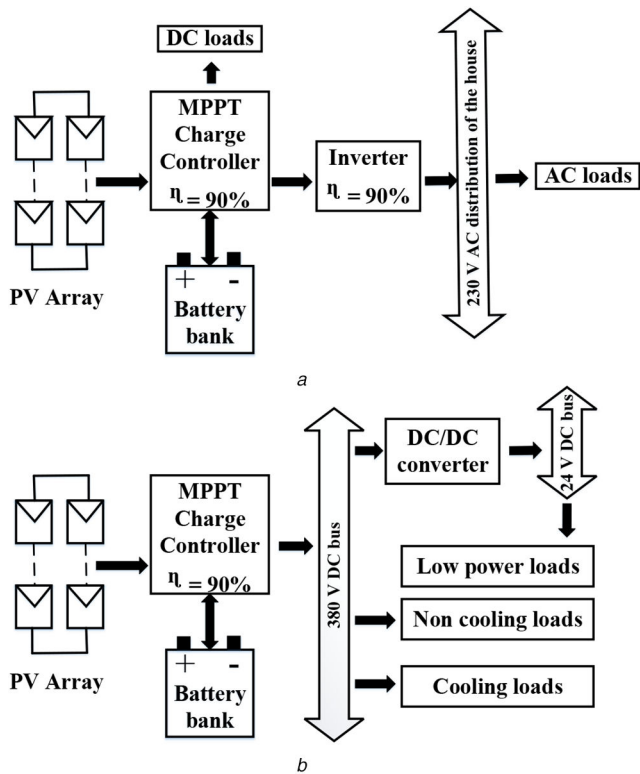 DC loads
MPPT
Charge
Controller
η = 90%
Inverter
η = 90%
230 V AC distribution of the house
AC loads
PV Array
+ -
Battery
bank
a
MPPT
Charge
Controller
η = 90%
380 V DC bus
DC/DC
converter
24 V DC bus
Low power loads
Non cooling loads
Cooling loads
PV Array
+ -
Battery
bank
b